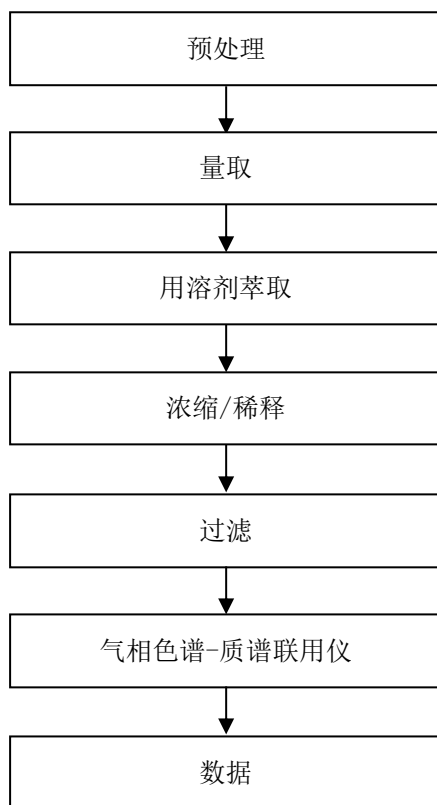 预处理
量取
用溶剂萃取
浓缩/稀释
过滤
气相色谱-质谱联用仪
数据